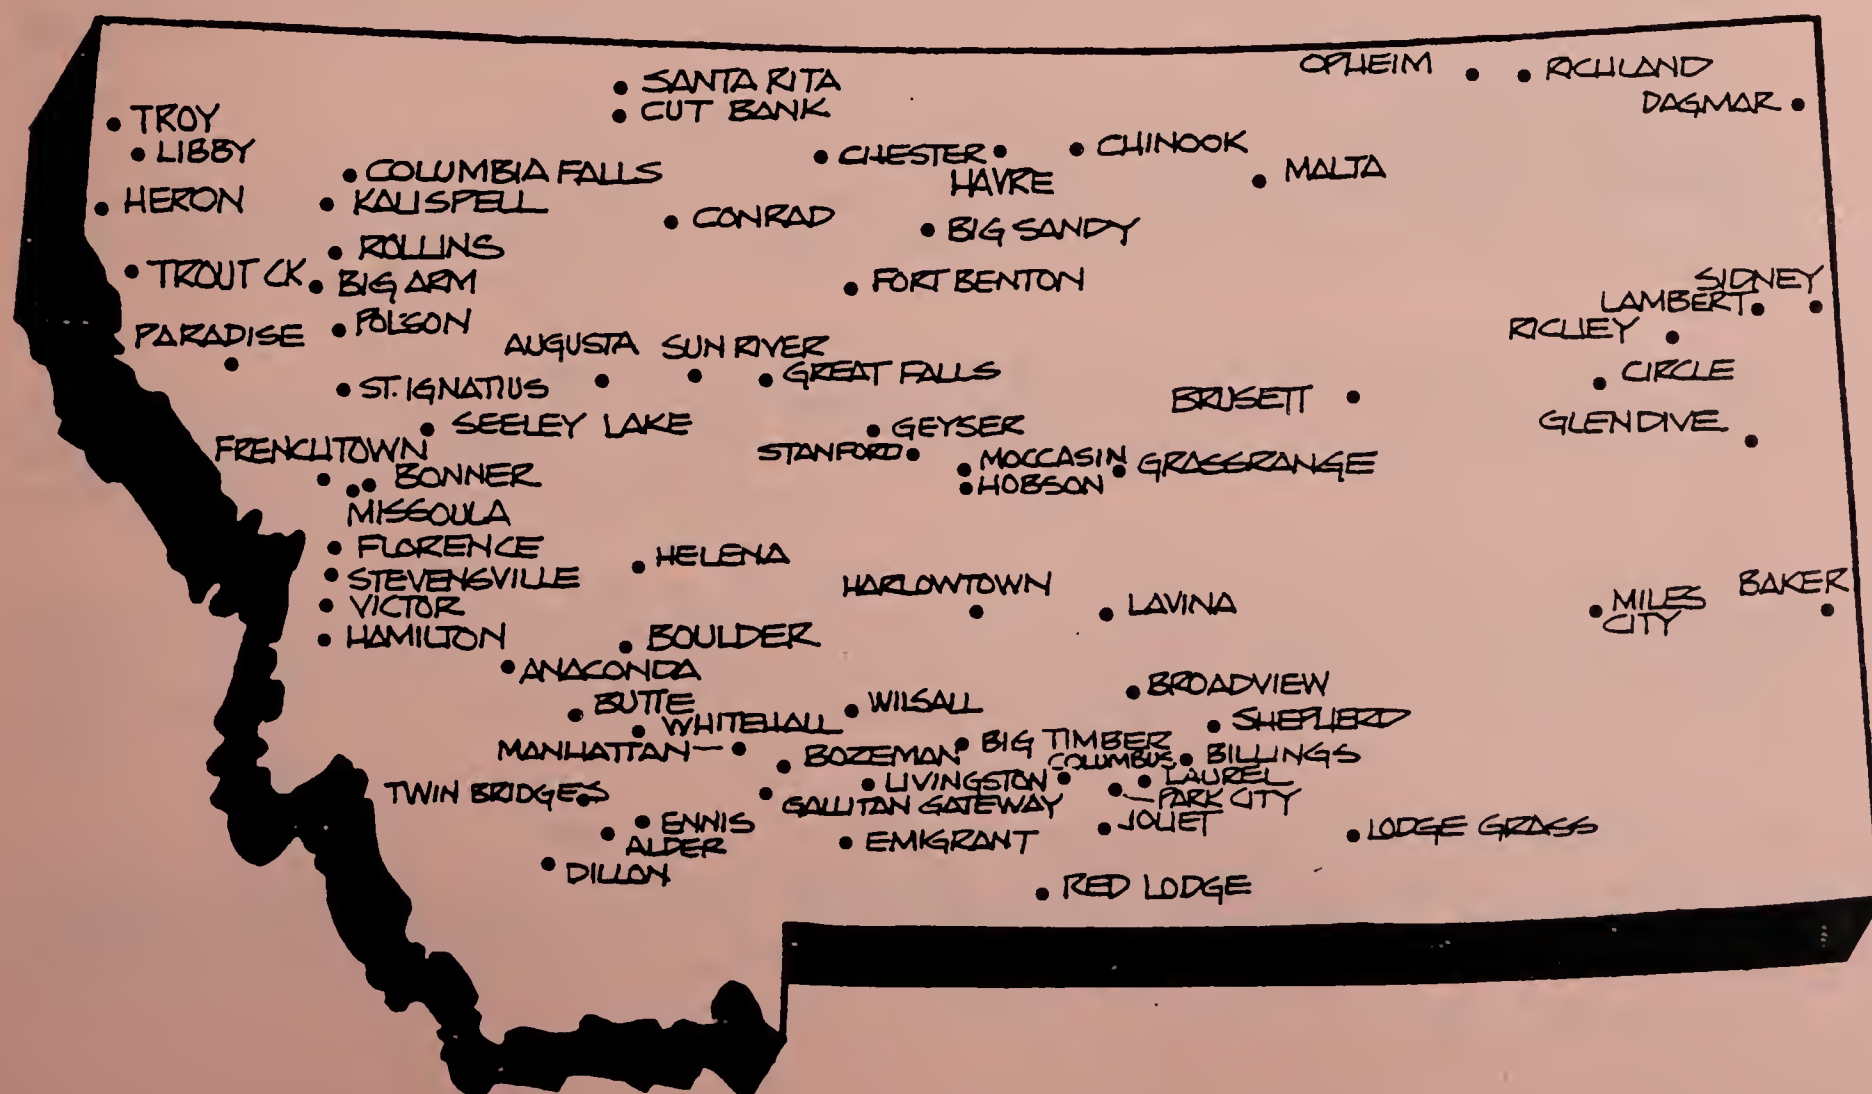 OPHEIM
RICHLAND
SANTA RITA
DAGMAR
CUT BANK
TROY
LIBBY
CHESTER
CHINOOK
COLUMBIA FALLS
HAVRE
MALTA
HERON
KALISPELL
CONRAD
BIG SANDY
ROLLINS
TROUT CK.
BIG ARM
FORT BENTON
SIDNEY
LAMBERT
POLSON
RICHEY
PARADISE
AUGUSTA
SUN RIVER
GREAT FALLS
CIRCLE
ST. IGNATIUS
BRUSETT
SEELEY LAKE
GEYSER
GLENDIVE
FRENCHTOWN
STANFORD
MOCCASIN
GRASSRANGE
BONNER
HOBSON
MISSOULA
FLORENCE
HELENA
STEVENSVILLE
HARLOWTOWN
BAKER
VICTOR
LAVINA
MILES
CITY
HAMILTON
BOULDER
ANACONDA
BROADVIEW
BUTTE
WILSALL
WHITEHALL
SHEPHERD
MANHATTAN
BOZEMAN
BIG TIMBER
BILLINGS
COLUMBUS
LIVINGSTON
LAUREL
TWIN BRIDGES
GALLITAN GATEWAY
PARK CITY
ENNIS
JOLIET
LODGE GRASS
ALDER
EMIGRANT
DILLON
RED LODGE